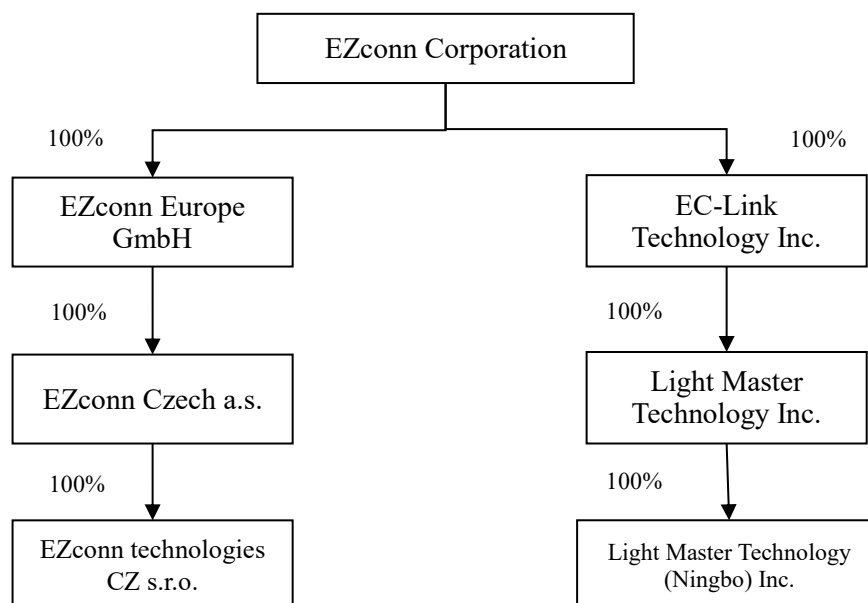 EZconn Corporation
100%
100%
EZconn Europe
GmbH
EC-Link
Technology Inc.
100%
100%
EZconn Czech a.s.
Light Master
Technology Inc.
100%
100%
EZconn technologies
CZ s.r.o.
Light Master Technology
(Ningbo) Inc.